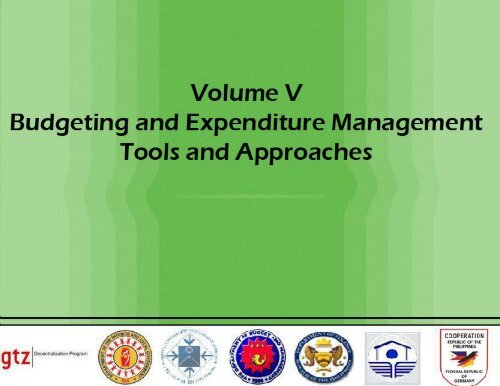 Volume V
Budgeting and Expenditure Management
Tools and Approaches
gtz Decentralization Program
COOPERATION
REPUBLIC OF THE
PHILIPPINES
FEDERAL REPUBLIC
OF
GERMANY